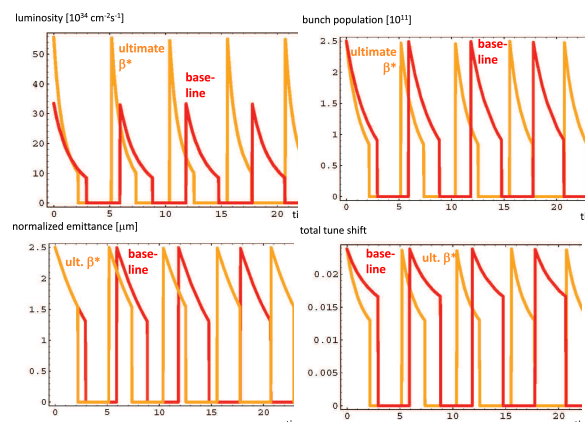 luminosity [10³⁴ cm⁻²s⁻¹]
50
40
30
20
10
0
0
5
10
15
20
ti
ultimate
β*
base-
line
bunch population [10¹¹]
2.5
2
1.5
1
0.5
0
0
5
10
15
20
t
ultimate
β*
base-
line
normalized emittance [μm]
2.5
2
1.5
1
0.5
0
0
5
10
15
20
ult. β*
base-
line
total tune shift
0.02
0.015
0.01
0.005
0
0
5
10
15
20
base-
line
ult. β*